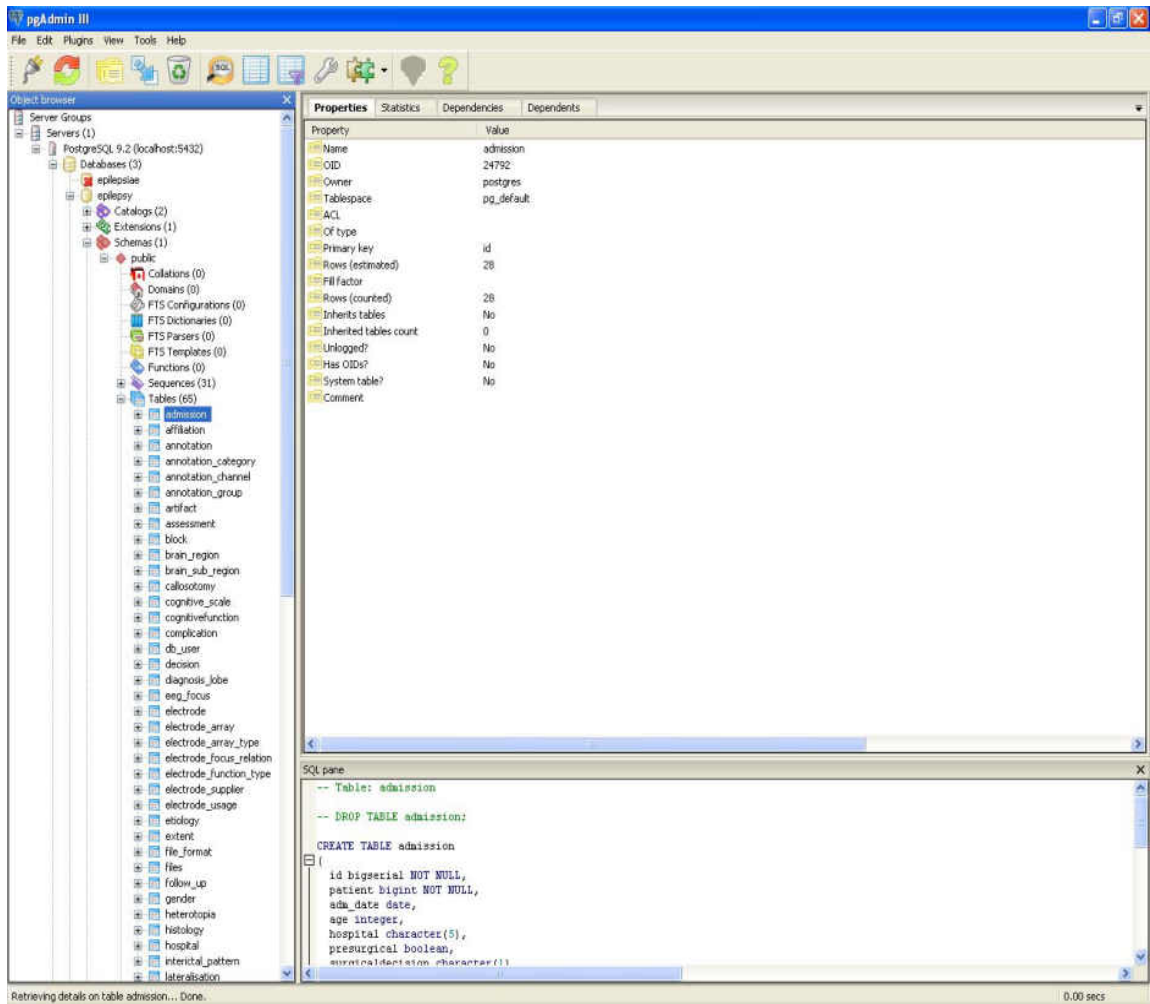 pgAdmin III
File Edit Plugins View Tools Help
Object browser
Server Groups
Servers (1)
PostgreSQL 9.2 (localhost:5432)
Databases (3)
epilepsiae
epilepsy
Catalogs (2)
Extensions (1)
Schemas (1)
public
Collations (0)
Domains (0)
FTS Configurations (0)
FTS Dictionaries (0)
FTS Parsers (0)
FTS Templates (0)
Functions (0)
Sequences (31)
Tables (65)
admission
affiliation
annotation
annotation_category
annotation_channel
annotation_group
artifact
assessment
block
brain_region
brain_sub_region
callosotomy
cognitive_scale
cognitivefunction
complication
db_user
decision
diagnosis_lobe
eeg_focus
electrode
electrode_array
electrode_array_type
electrode_focus_relation
electrode_function_type
electrode_supplier
electrode_usage
etiology
extent
file_format
files
follow_up
gender
heterotopia
histology
hospital
interictal_pattern
lateralisation
Properties Statistics Dependencies Dependents
Property Value
Name admission
OID 24792
Owner postgres
Tablespace pg_default
ACL
Of type
Primary key id
Rows (estimated) 28
Fill factor
Rows (counted) 28
Inherits tables No
Inherited tables count 0
Unlogged? No
Has OIDs? No
System table? No
Comment
SQL pane
-- Table: admission
-- DROP TABLE admission;
CREATE TABLE admission
(
id bigserial NOT NULL,
patient bigint NOT NULL,
adm_date date,
age integer,
hospital character(5),
presurgical boolean,
surgicaldecision character(1)
Retrieving details on table admission... Done. 0.00 secs